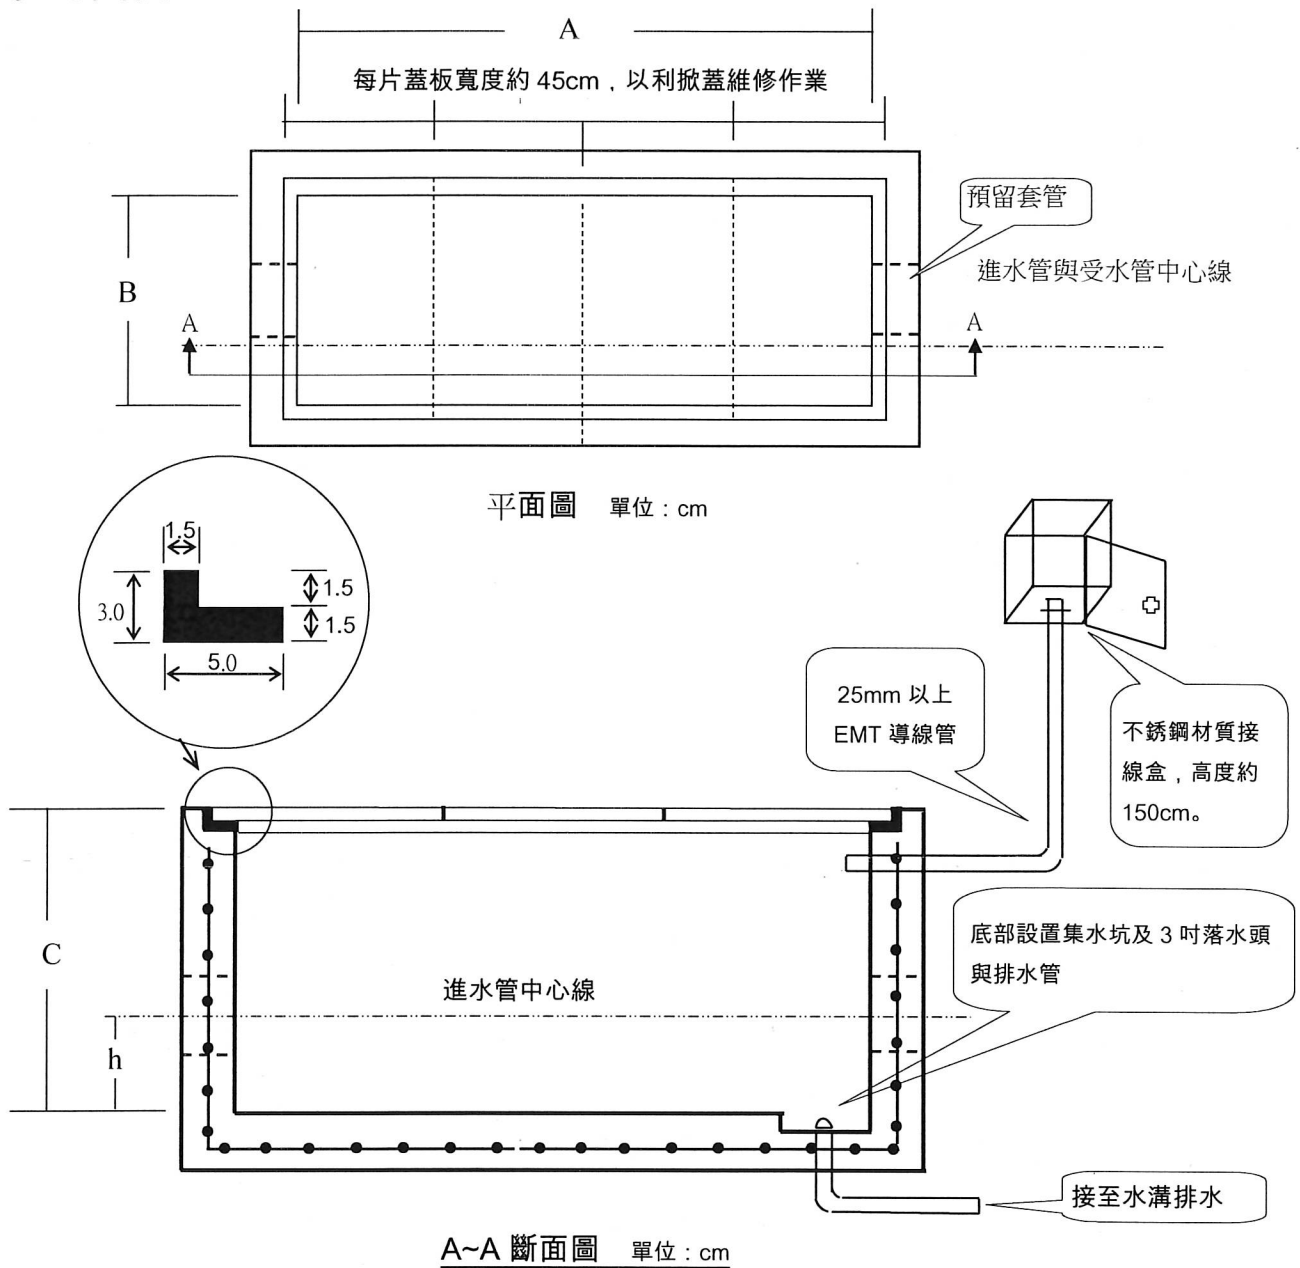 A
每片蓋板寬度約 45cm，以利掀蓋維修作業
預留套管
進水管與受水管中心線
B
A
A
平面圖 單位：cm
1.5
3.0
1.5
1.5
5.0
25mm 以上
EMT 導線管
不銹鋼材質接
線盒，高度約
150cm。
C
底部設置集水坑及 3 吋落水頭
與排水管
進水管中心線
h
接至水溝排水
A~A 斷面圖 單位：cm